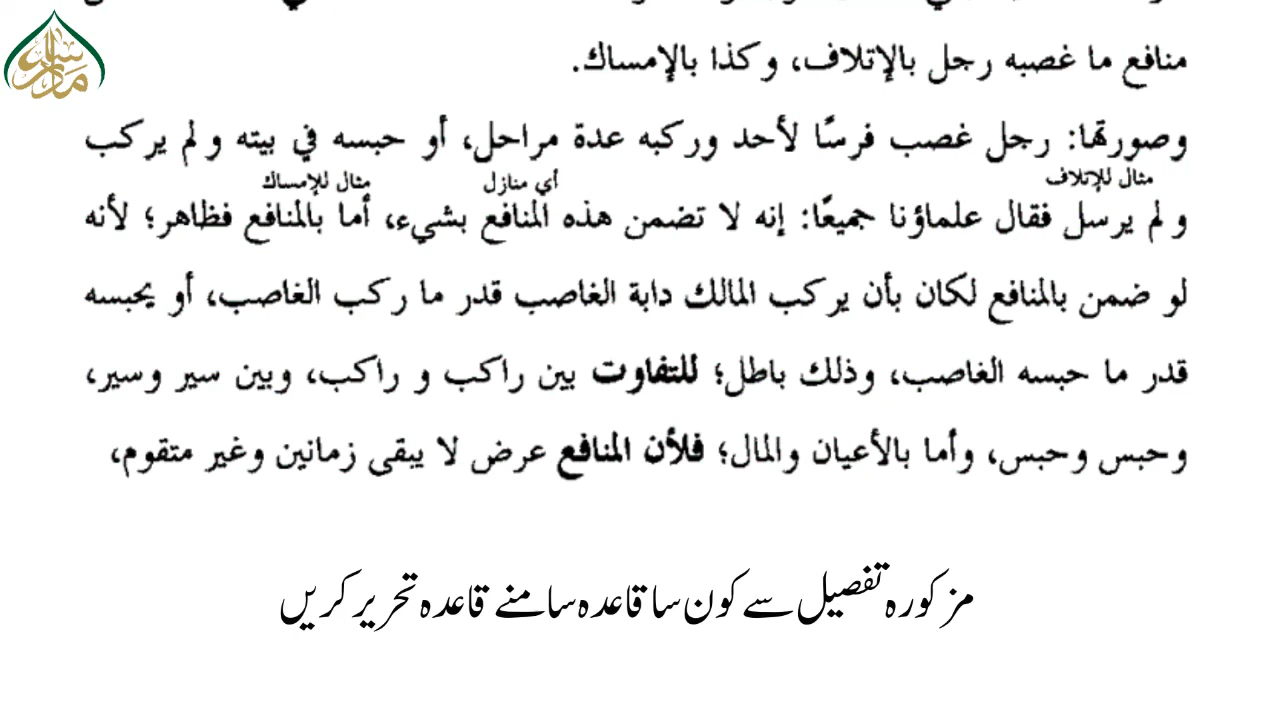 منافع ما غصبه رجل بالإتلاف، وكذا بالإمساك.
وصورتها: رجل غصب فرسًا لأحد وركبه عدة مراحل، أو حبسه في بيته ولم يركب
مثال للإتلاف أي منازل مثال للإمساك
ولم يرسل فقال علماؤنا جميعًا: إنه لا تضمن هذه المنافع بشيء، أما بالمنافع فظاهر؛ لأنه
لو ضمن بالمنافع لكان بأن يركب المالك دابة الغاصب قدر ما ركب الغاصب، أو يحبسه
قدر ما حبسه الغاصب، وذلك باطل؛ للتفاوت بين راكب و راكب، وبين سير وسير،
وحبس وحبس، وأما بالأعيان والمال؛ فلأن المنافع عرض لا يبقى زمانين وغير متقوم،
مزکورہ تفصیل سے کون سا قاعدہ سامنے قاعدہ تحریر کریں